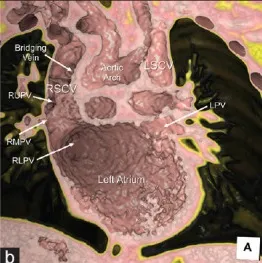 Bridging
Vein
Aortic
Arch
LSCV
RSCV
RUPV
LPV
RMPV
RLPV
Left Atrium
A
b